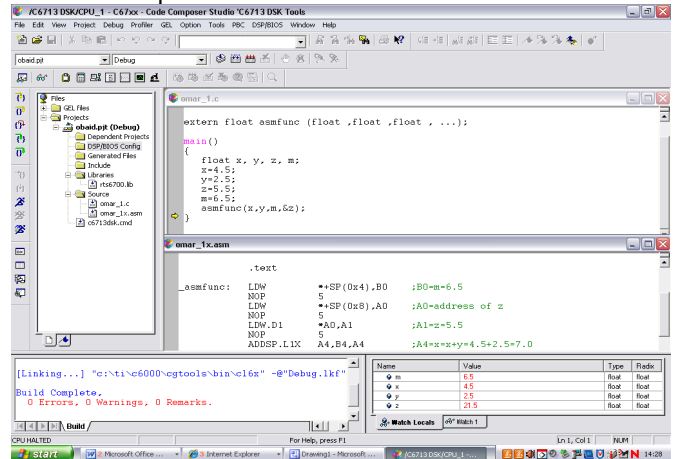 /C6713 DSK/CPU_1 - C67xx - Code Composer Studio 'C6713 DSK Tools
File Edit View Project Debug Profiler GEL Option Tools PBC DSP/BIOS Window Help
obaid.pjt Debug
Files
GEL files
Projects
obaid.pjt (Debug)
Dependent Projects
DSP/BIOS Config
Generated Files
Include
Libraries
rts6700.lib
Source
omar_1.c
omar_1x.asm
c6713dsk.cmd
omar_1.c
extern float asmfunc (float ,float ,float , ...);
main()
{
float x, y, z, m;
x=4.5;
y=2.5;
z=5.5;
m=6.5;
asmfunc(x,y,m,&z);
}
omar_1x.asm
.text
_asmfunc: LDW *+SP(0x4),B0 ;B0=m=6.5
NOP 5
LDW *+SP(0x8),A0 ;A0=address of z
NOP 5
LDW.D1 *A0,A1 ;A1=z=5.5
NOP 5
ADDSP.L1X A4,B4,A4 ;A4=x=x+y=4.5+2.5=7.0
[Linking...] "c:\ti\c6000\cgtools\bin\cl6x" -@"Debug.lkf"
Build Complete,
0 Errors, 0 Warnings, 0 Remarks.
Build
Name Value Type Radix
m 6.5 float float
x 4.5 float float
y 2.5 float float
z 21.5 float float
Watch Locals Watch 1
CPU HALTED For Help, press F1 Ln 1, Col 1 NUM
start 2 Microsoft Office ... 3 Internet Explorer Drawing1 - Microsoft ... /C6713 DSK/CPU_1 -... 14:28